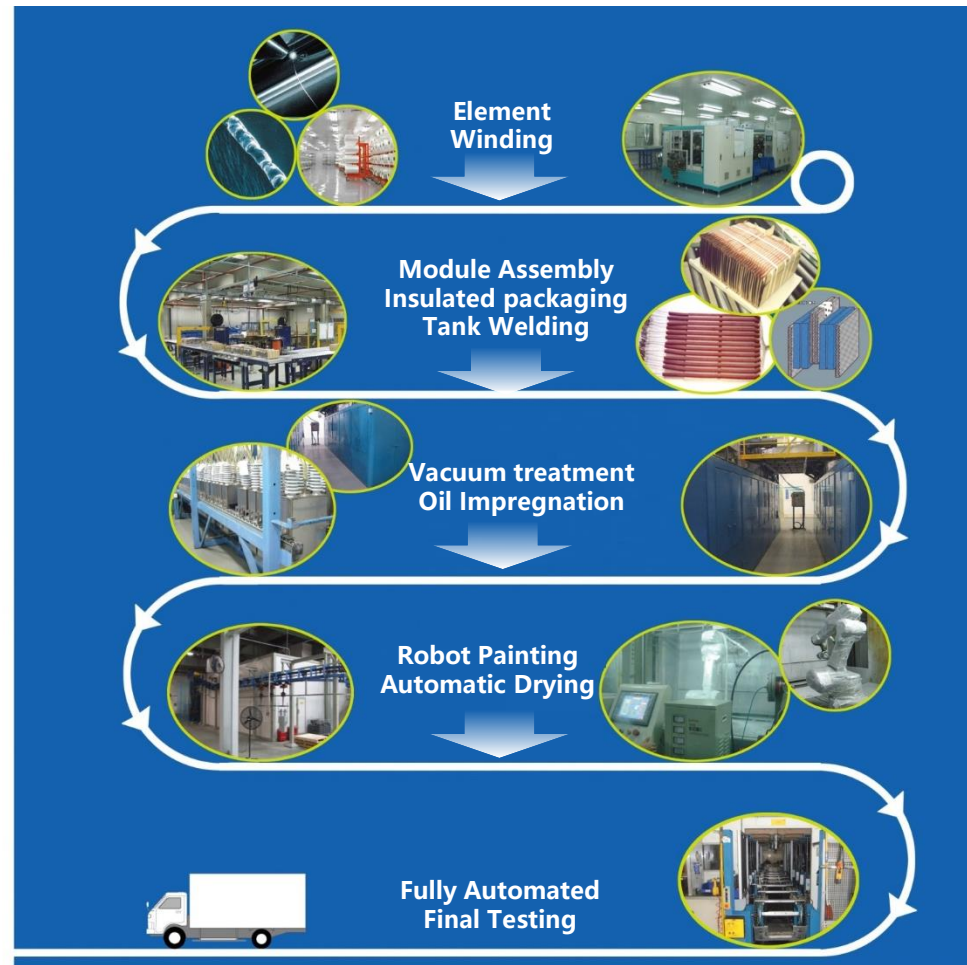 Element
Winding
Module Assembly
Insulated packaging
Tank Welding
Vacuum treatment
Oil Impregnation
Robot Painting
Automatic Drying
Fully Automated
Final Testing